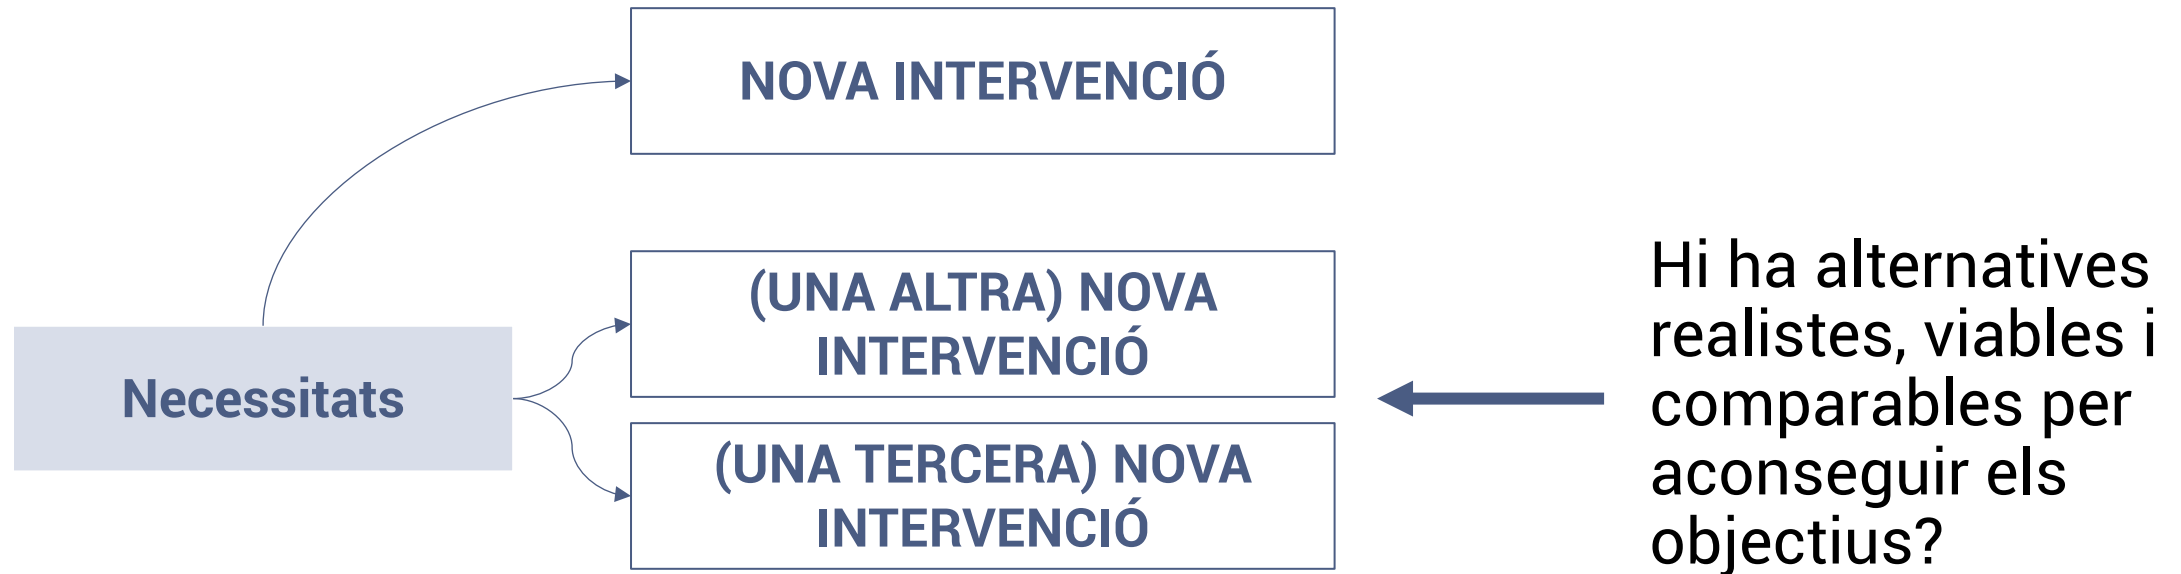 NOVA INTERVENCIÓ
(UNA ALTRA) NOVA
INTERVENCIÓ
Necessitats
(UNA TERCERA) NOVA
INTERVENCIÓ
Hi ha alternatives
realistes, viables i
comparables per
aconseguir els
objectius?